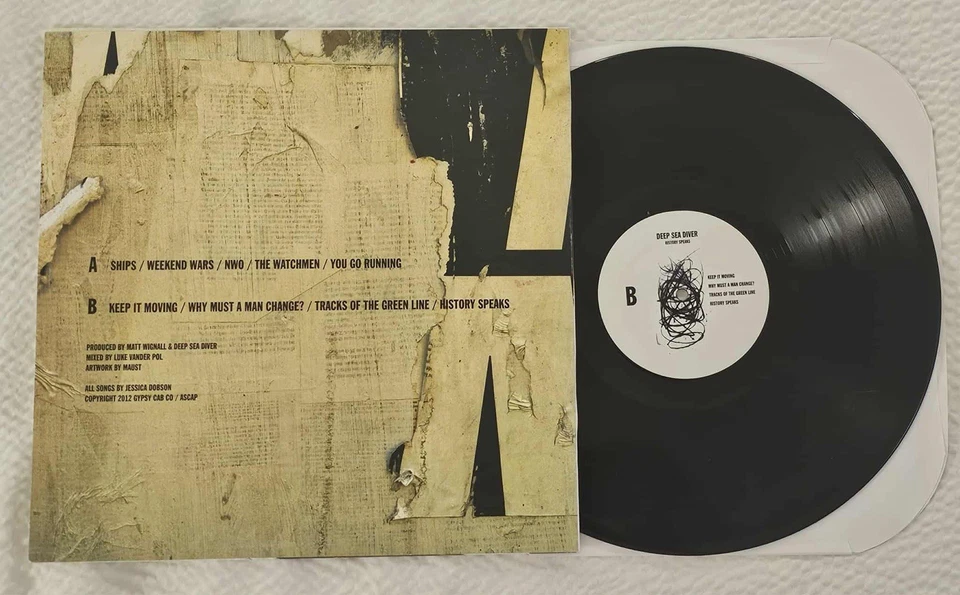 A SHIPS / WEEKEND WARS / NWO / THE WATCHMEN / YOU GO RUNNING
B KEEP IT MOVING / WHY MUST A MAN CHANGE? / TRACKS OF THE GREEN LINE / HISTORY SPEAKS
PRODUCED BY MATT WIGNALL & DEEP SEA DIVER
MIXED BY LUKE VANDER POL
ARTWORK BY MAUST
ALL SONGS BY JESSICA DOBSON
COPYRIGHT 2012 GYPSY CAB CO / ASCAP
DEEP SEA DIVER
HISTORY SPEAKS
B
KEEP IT MOVING
WHY MUST A MAN CHANGE?
TRACKS OF THE GREEN LINE
HISTORY SPEAKS